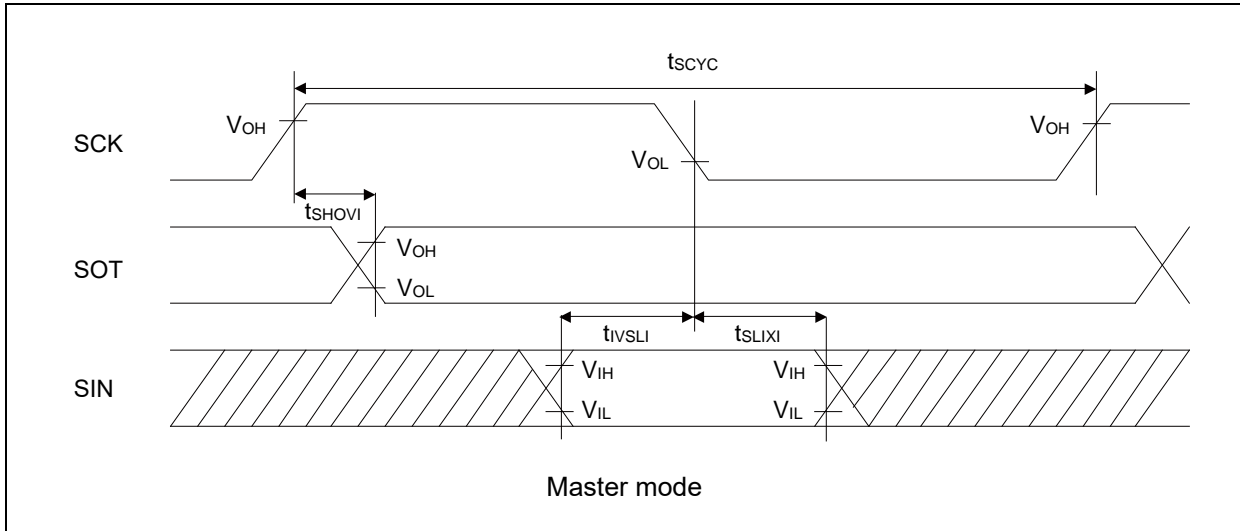 tSCYC
SCK
VOH
VOL
VOH
tSHOVI
SOT
VOH
VOL
tIVSLI
tSLIXI
SIN
VIH
VIH
VIL
VIL
Master mode